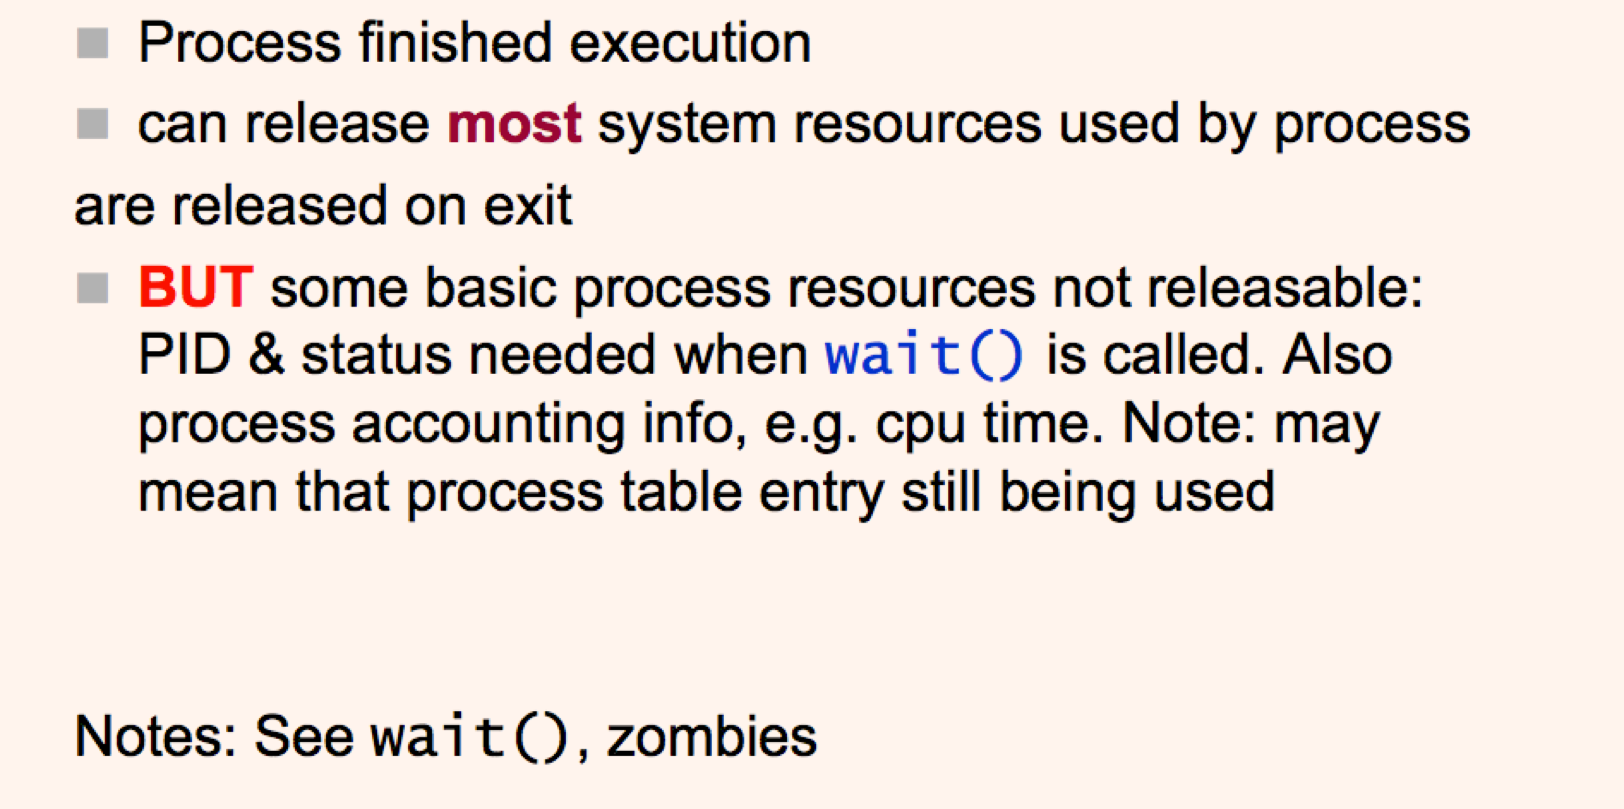 Process finished execution
can release most system resources used by process
are released on exit
BUT some basic process resources not releasable:
PID & status needed when wait() is called. Also
process accounting info, e.g. cpu time. Note: may
mean that process table entry still being used
Notes: See wait(), zombies